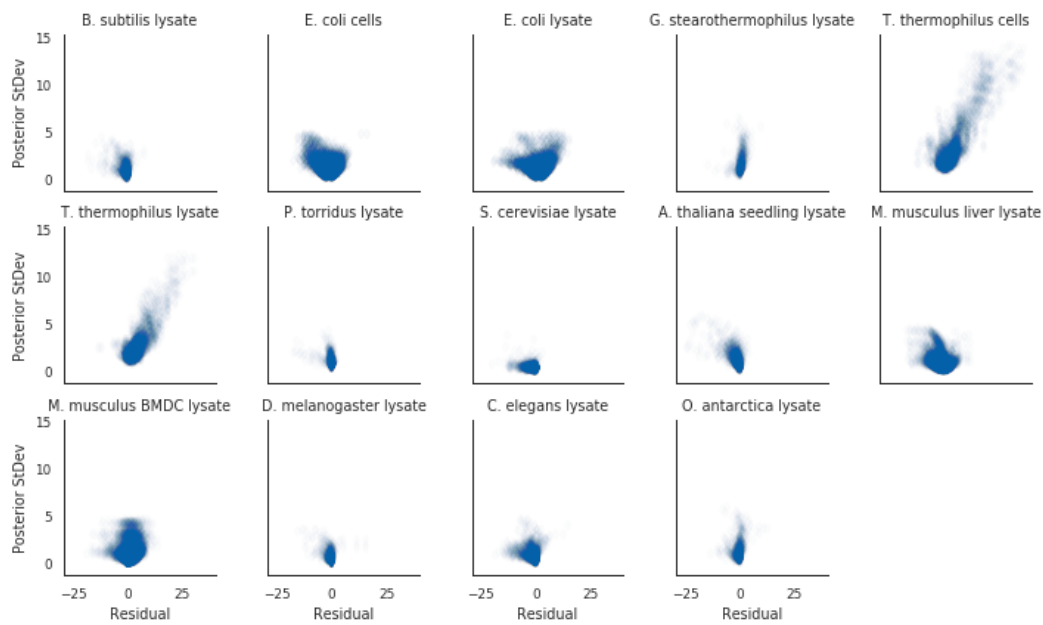 B. subtilis lysate
E. coli cells
E. coli lysate
G. stearothermophilus lysate
T. thermophilus cells
15
10
5
0
Posterior StDev
T. thermophilus lysate
P. torridus lysate
S. cerevisiae lysate
A. thaliana seedling lysate
M. musculus liver lysate
15
10
5
0
Posterior StDev
M. musculus BMDC lysate
D. melanogaster lysate
C. elegans lysate
O. antarctica lysate
15
10
5
0
Posterior StDev
−25 0 25
−25 0 25
−25 0 25
−25 0 25
Residual
Residual
Residual
Residual